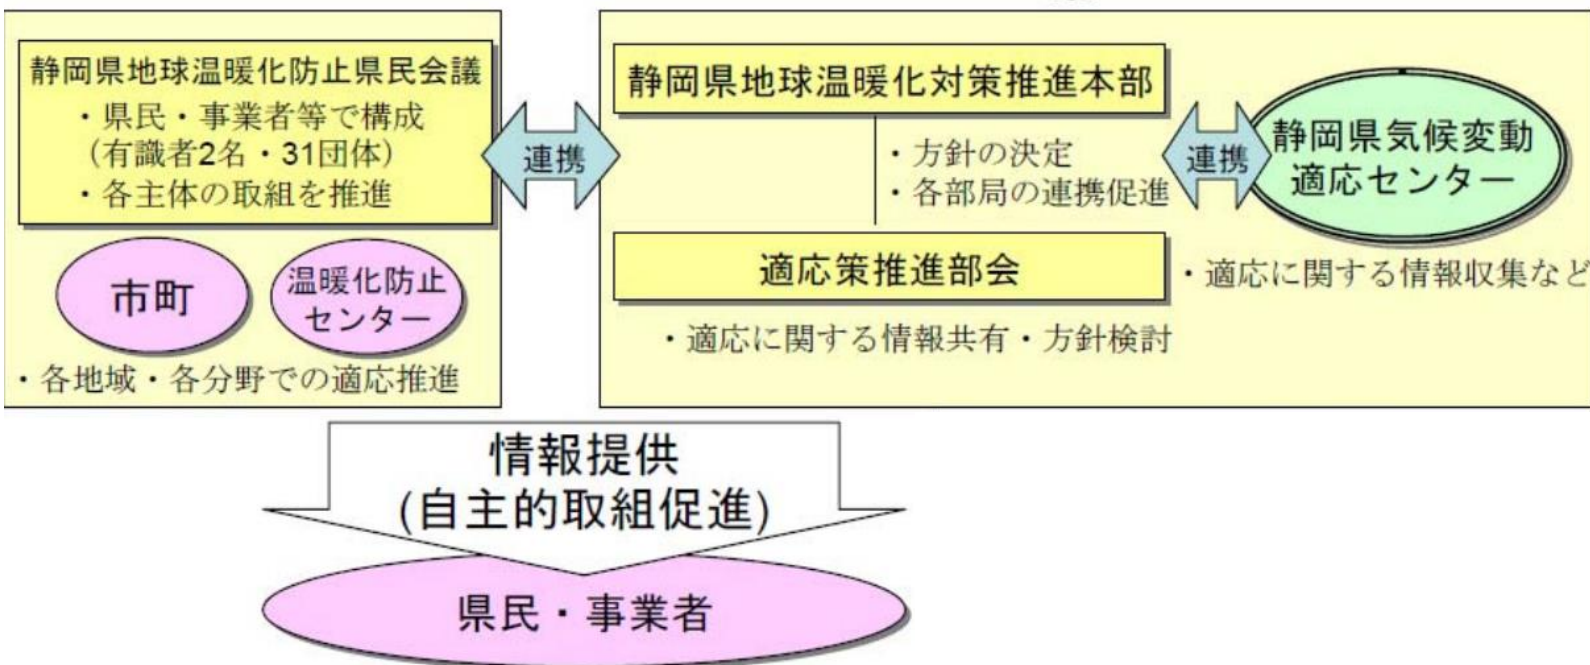 静岡県地球温暖化防止県民会議
・県民・事業者等で構成
(有識者2名・31団体)
・各主体の取組を推進
市町
温暖化防止
センター
・各地域・各分野での適応推進
連携
静岡県地球温暖化対策推進本部
・方針の決定
・各部局の連携促進
適応策推進部会
・適応に関する情報共有・方針検討
連携
静岡県気候変動
適応センター
・適応に関する情報収集など
情報提供
(自主的取組促進)
県民・事業者